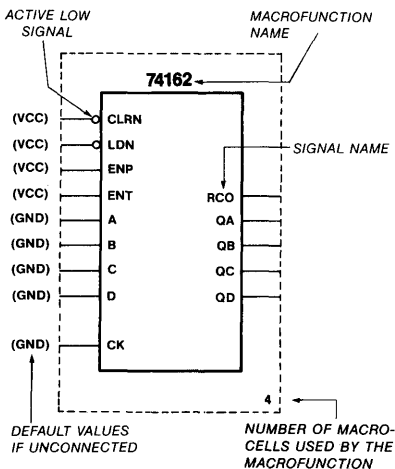 ACTIVE LOW
SIGNAL
MACROFUNCTION
NAME
74162
(VCC) CLRN
(VCC) LDN
(VCC) ENP
SIGNAL NAME
(VCC) ENT RCO
(GND) A QA
(GND) B QB
(GND) C QC
(GND) D QD
(GND) CK
4
DEFAULT VALUES
IF UNCONNECTED
NUMBER OF MACRO-
CELLS USED BY THE
MACROFUNCTION